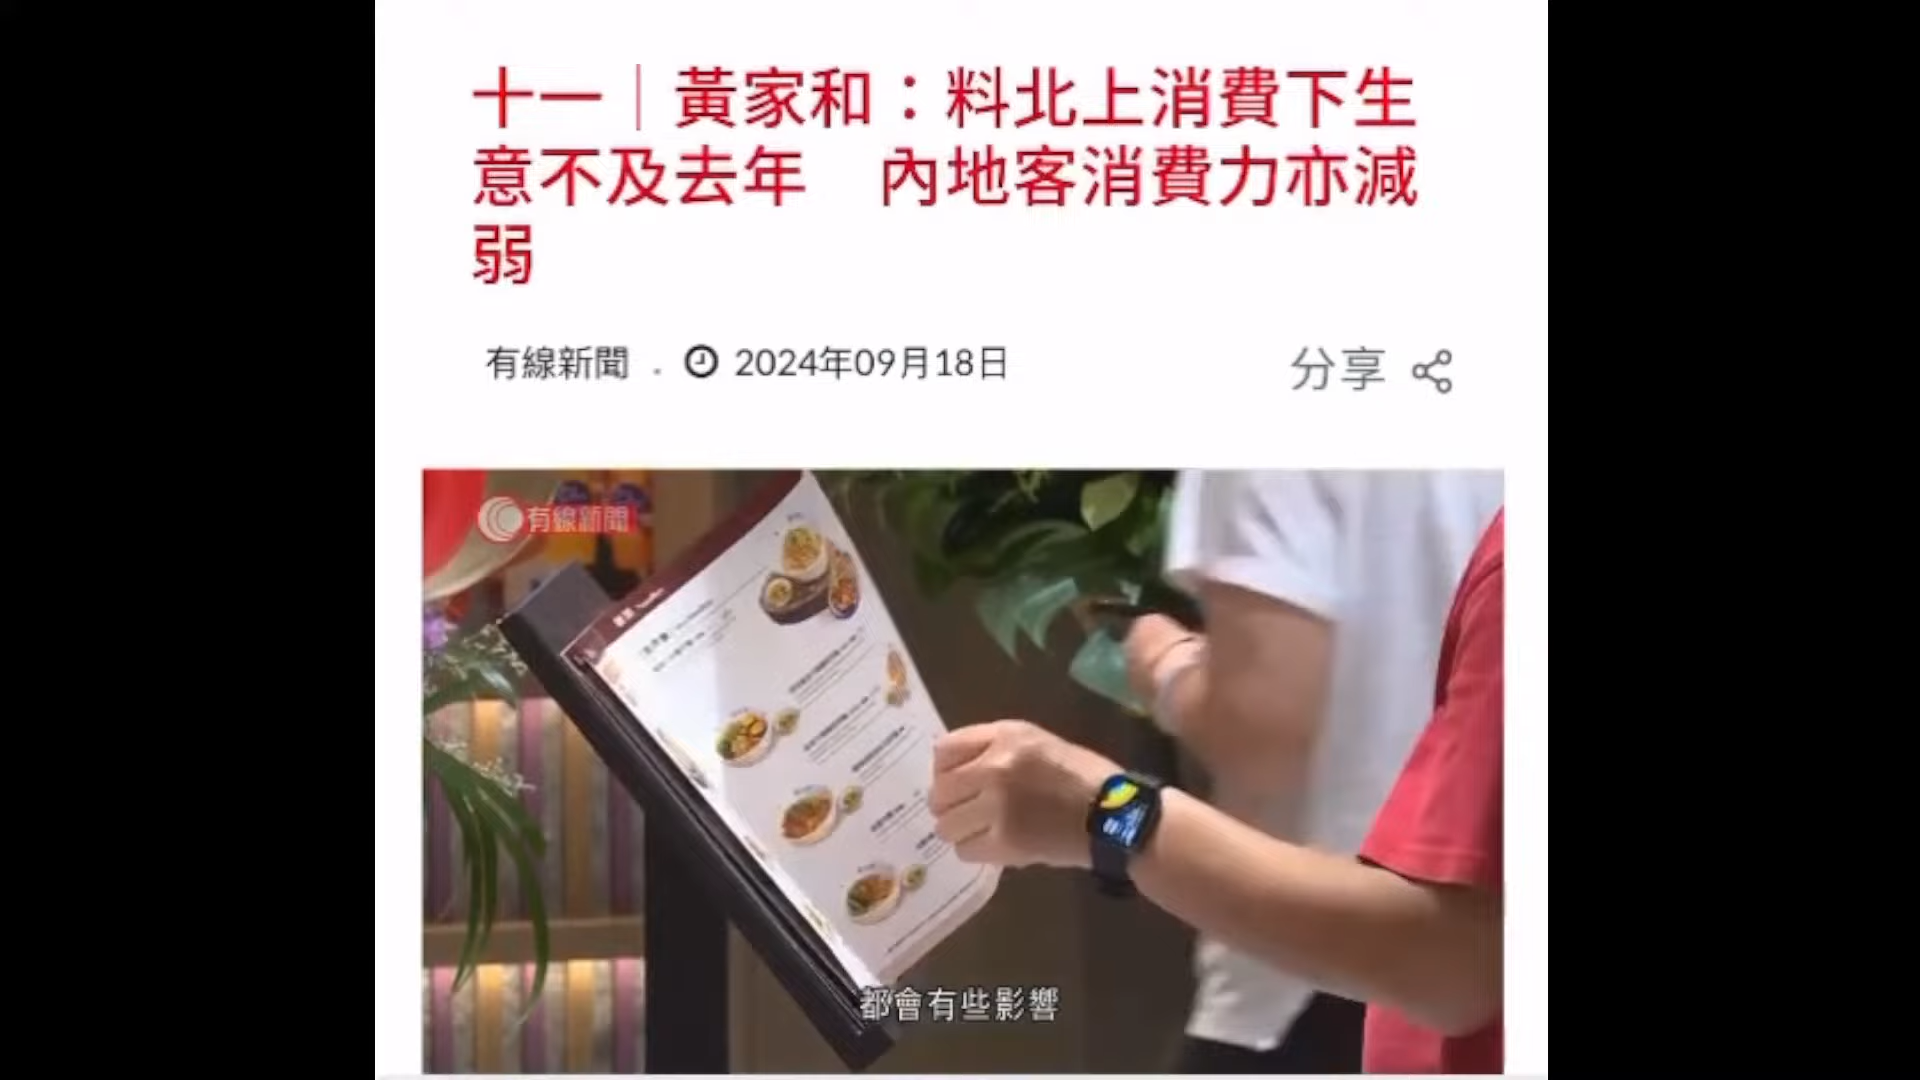 十一｜黃家和：料北上消費下生
意不及去年　內地客消費力亦減
弱
有線新聞 . 2024年09月18日
分享
有線新聞
都會有些影響